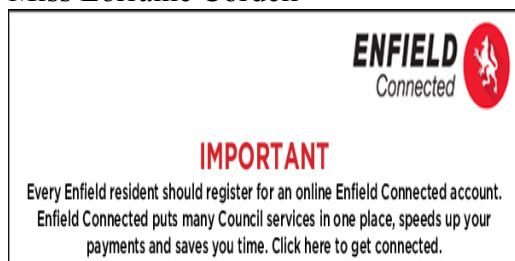 ENFIELD
Connected
IMPORTANT
Every Enfield resident should register for an online Enfield Connected account.
Enfield Connected puts many Council services in one place, speeds up your
payments and saves you time. Click here to get connected.